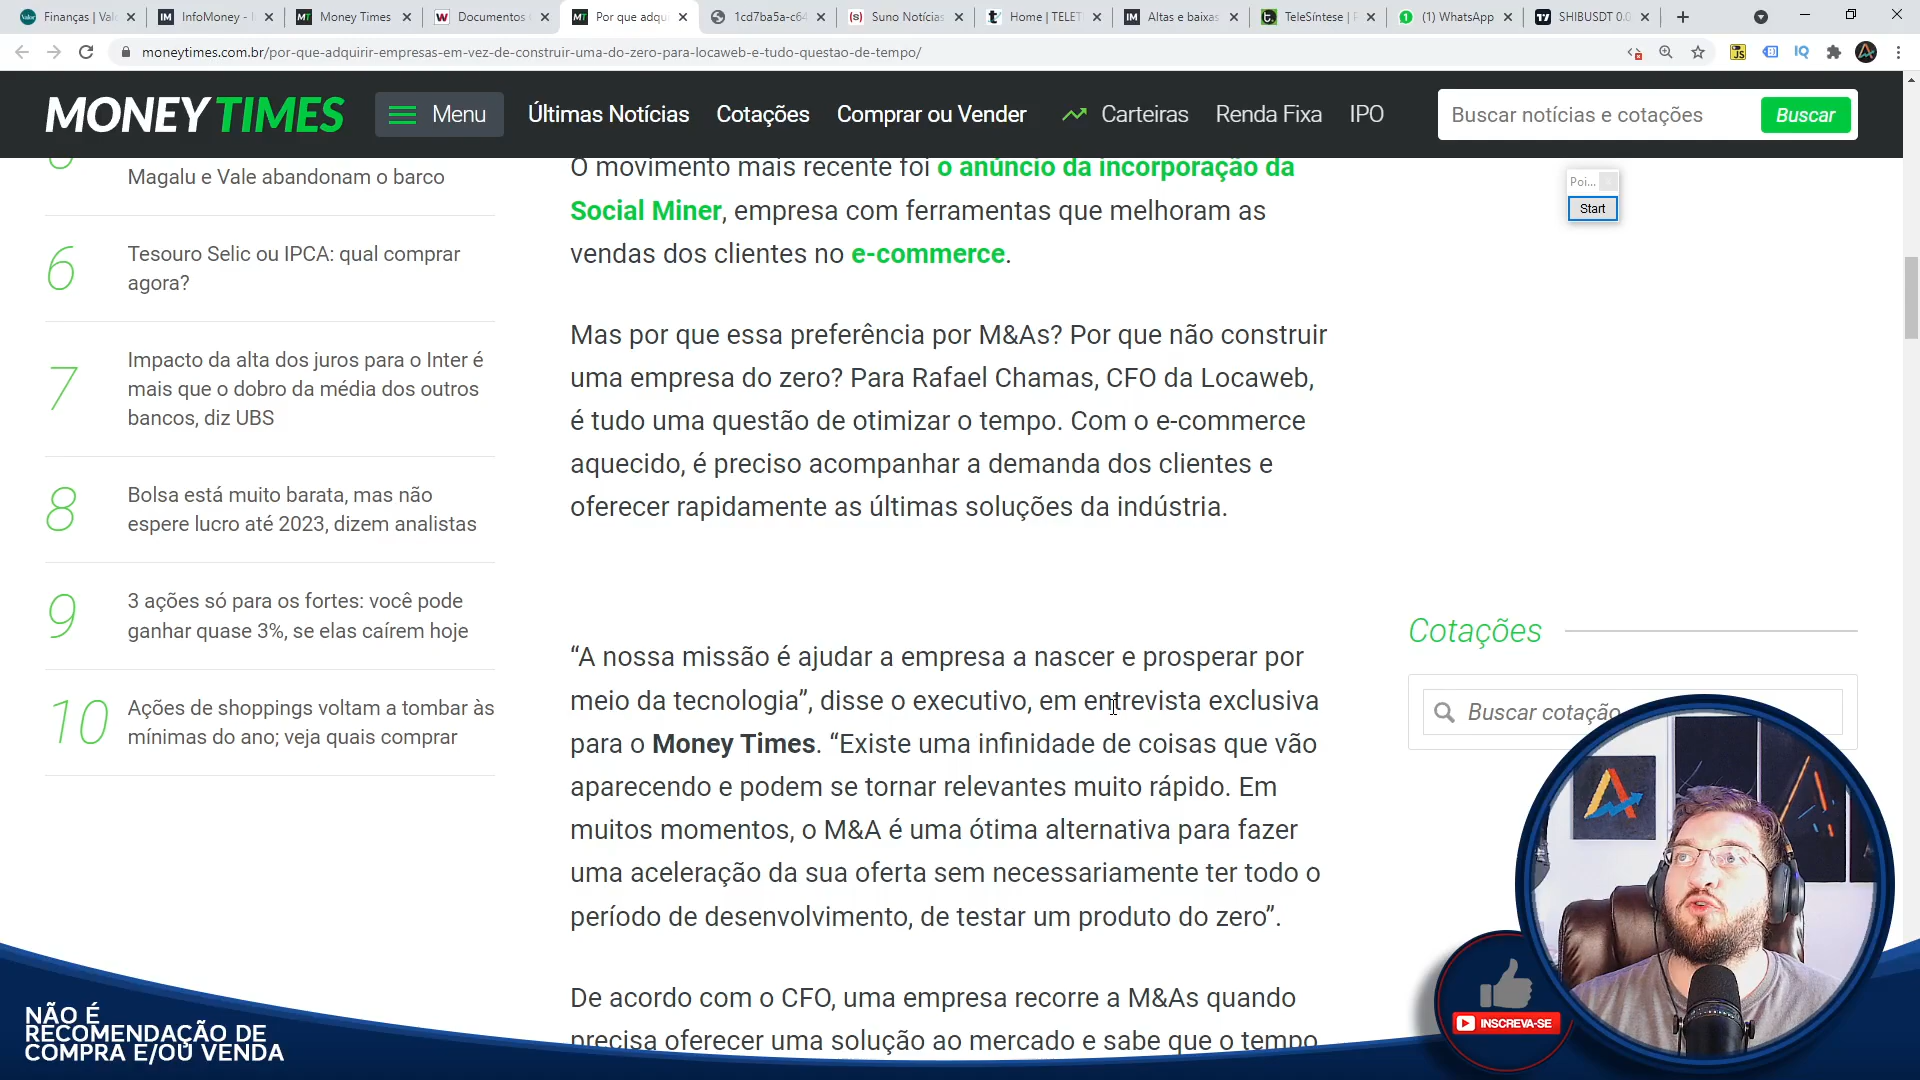 Finanças | Val
InfoMoney - I
Money Times
Documentos
Por que adqu
1cd7ba5a-c64
Suno Notícias
Home | TELET
Altas e baixas
TeleSíntese | P
(1) WhatsApp
SHIBUSDT 0.0
moneytimes.com.br/por-que-adquirir-empresas-em-vez-de-construir-uma-do-zero-para-locaweb-e-tudo-questao-de-tempo/
MONEY TIMES
Menu
Últimas Notícias
Cotações
Comprar ou Vender
Carteiras
Renda Fixa
IPO
Buscar notícias e cotações
Buscar
Poi...
Start
Magalu e Vale abandonam o barco
6
Tesouro Selic ou IPCA: qual comprar
agora?
7
Impacto da alta dos juros para o Inter é
mais que o dobro da média dos outros
bancos, diz UBS
8
Bolsa está muito barata, mas não
espere lucro até 2023, dizem analistas
9
3 ações só para os fortes: você pode
ganhar quase 3%, se elas caírem hoje
10
Ações de shoppings voltam a tombar às
mínimas do ano; veja quais comprar
O movimento mais recente foi o anúncio da incorporação da
Social Miner, empresa com ferramentas que melhoram as
vendas dos clientes no e-commerce.
Mas por que essa preferência por M&As? Por que não construir
uma empresa do zero? Para Rafael Chamas, CFO da Locaweb,
é tudo uma questão de otimizar o tempo. Com o e-commerce
aquecido, é preciso acompanhar a demanda dos clientes e
oferecer rapidamente as últimas soluções da indústria.
“A nossa missão é ajudar a empresa a nascer e prosperar por
meio da tecnologia”, disse o executivo, em entrevista exclusiva
para o Money Times. “Existe uma infinidade de coisas que vão
aparecendo e podem se tornar relevantes muito rápido. Em
muitos momentos, o M&A é uma ótima alternativa para fazer
uma aceleração da sua oferta sem necessariamente ter todo o
período de desenvolvimento, de testar um produto do zero”.
De acordo com o CFO, uma empresa recorre a M&As quando
precisa oferecer uma solução ao mercado e sabe que o tempo
Cotações
Buscar cotação
INSCREVA-SE
NÃO É
RECOMENDAÇÃO DE
COMPRA E/OU VENDA